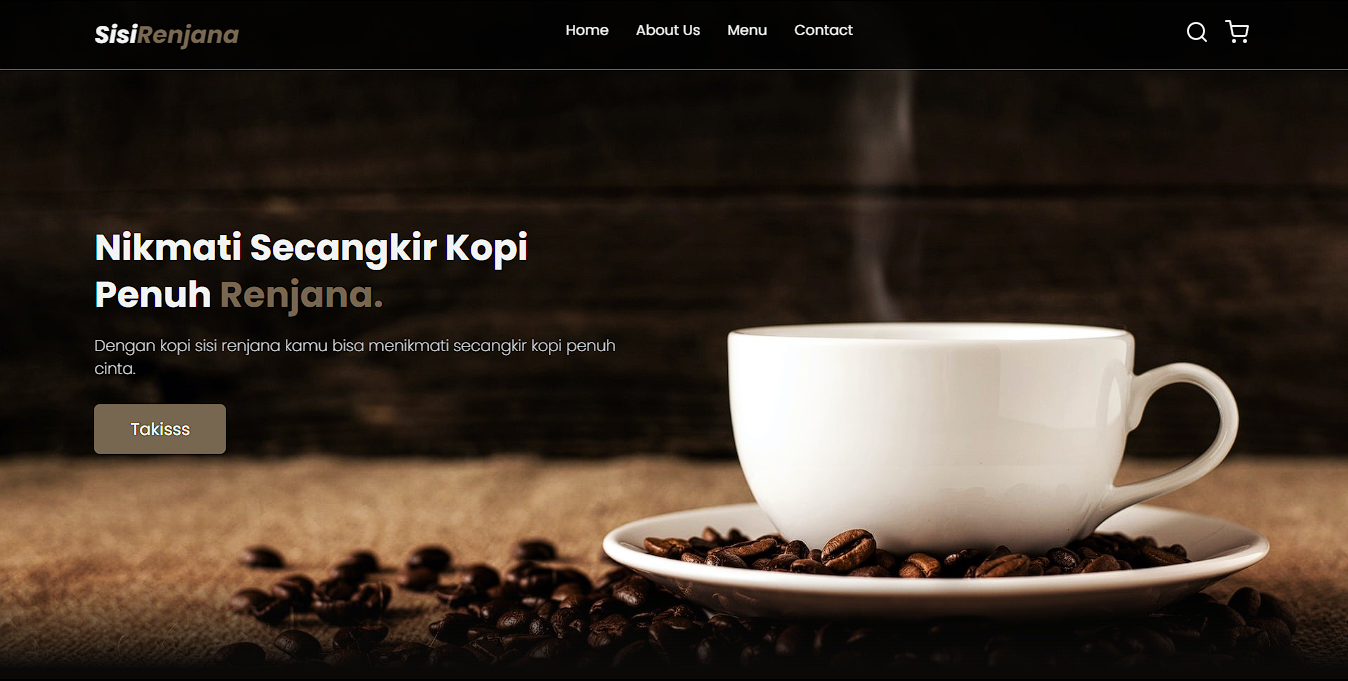 SisiRenjana
Home
About Us
Menu
Contact
Nikmati Secangkir Kopi
Penuh Renjana.
Dengan kopi sisi renjana kamu bisa menikmati secangkir kopi penuh
cinta.
Takisss